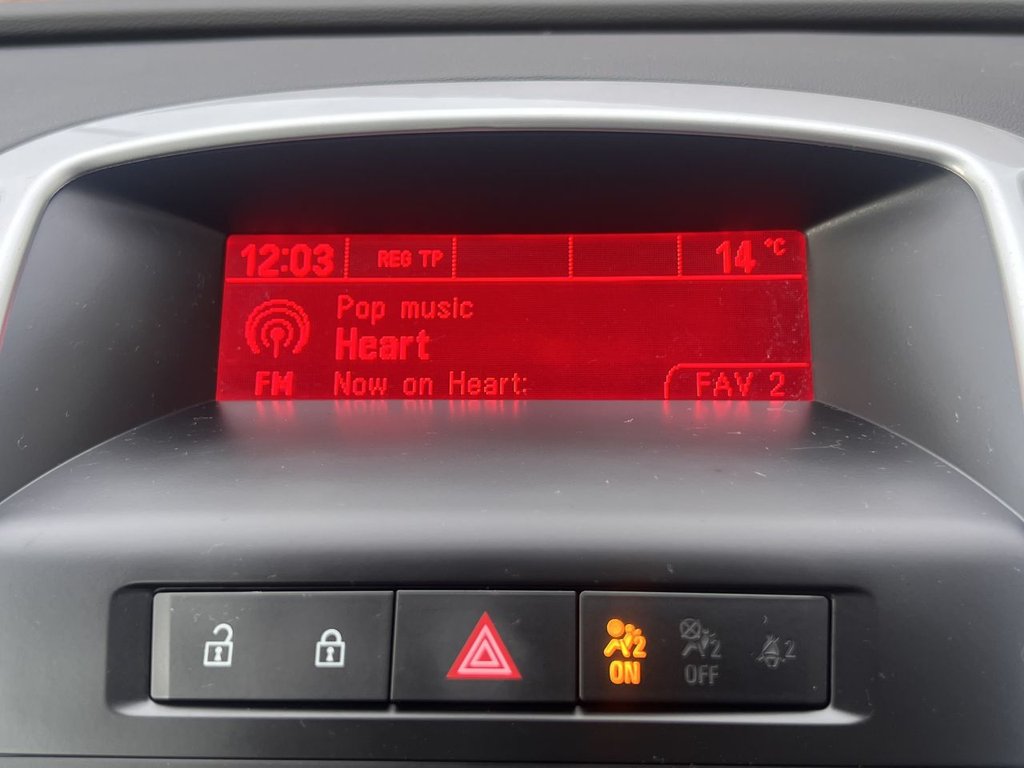 12:03 REG TP 14 °C
Pop music
Heart
FM Now on Heart: FAV 2
2 2 2
ON OFF